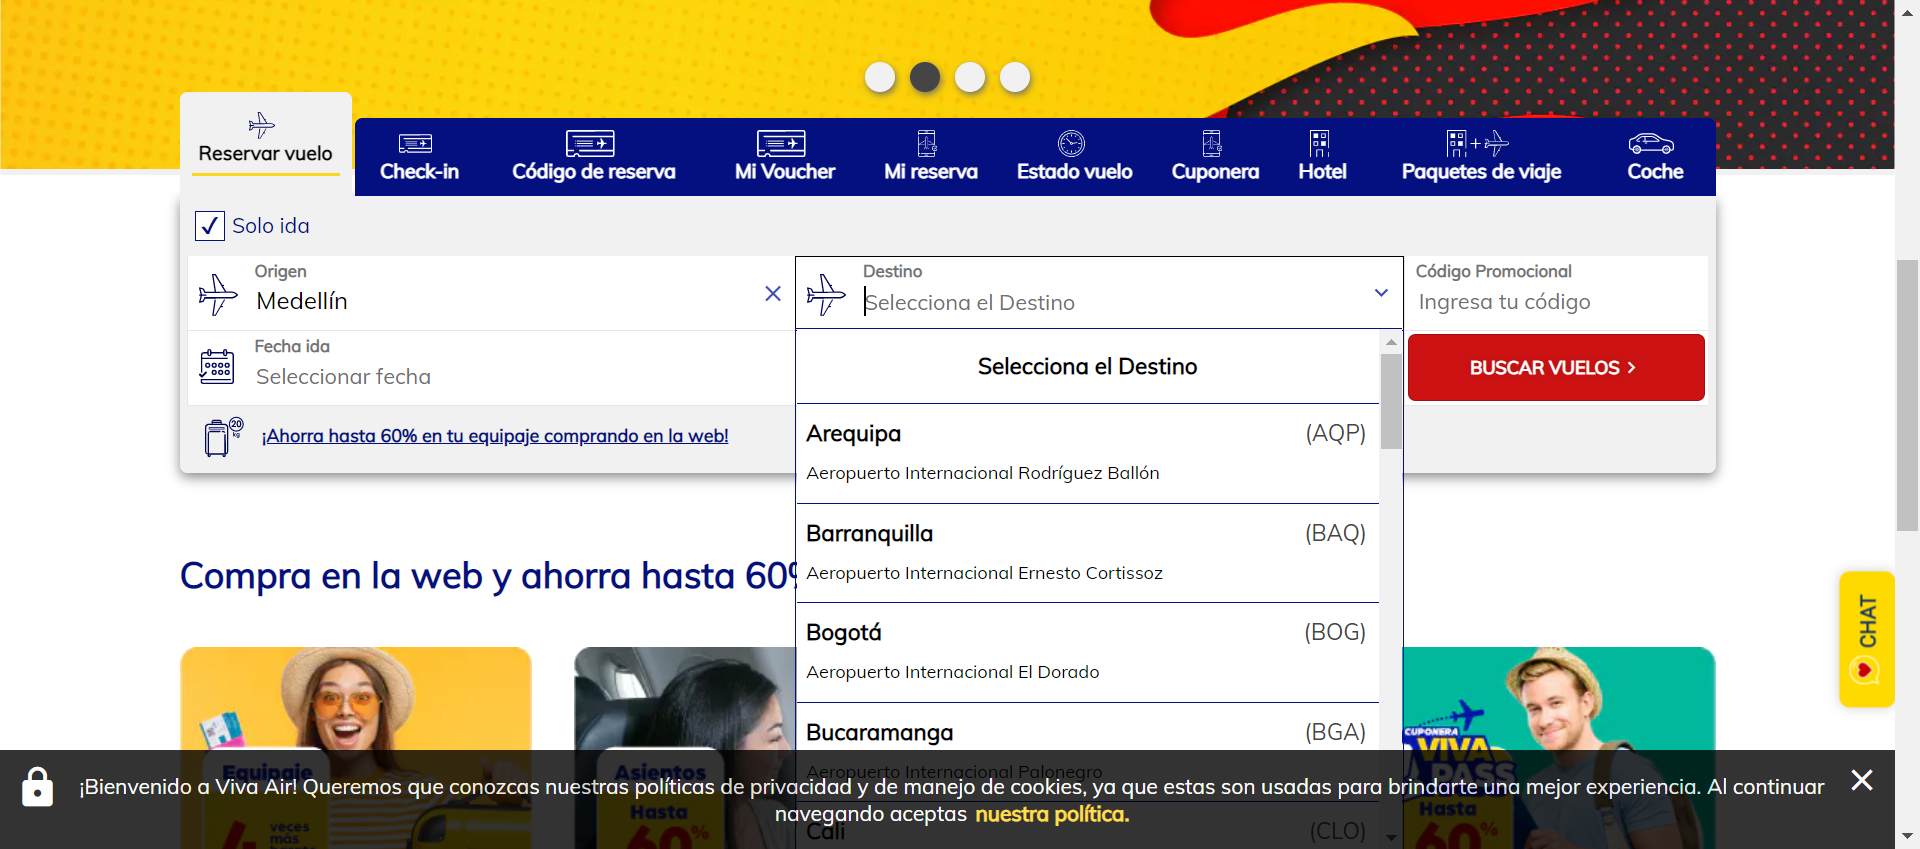 Reservar vuelo
Check-in
Código de reserva
Mi Voucher
Mi reserva
Estado vuelo
Cuponera
Hotel
Paquetes de viaje
Coche
Solo ida
Origen
Medellín
Destino
Selecciona el Destino
Código Promocional
Ingresa tu código
Fecha ida
Seleccionar fecha
BUSCAR VUELOS
20 kg
¡Ahorra hasta 60% en tu equipaje comprando en la web!
Selecciona el Destino
Arequipa (AQP)
Aeropuerto Internacional Rodríguez Ballón
Barranquilla (BAQ)
Aeropuerto Internacional Ernesto Cortissoz
Bogotá (BOG)
Aeropuerto Internacional El Dorado
Bucaramanga (BGA)
Aeropuerto Internacional Palonegro
Cali (CLO)
Compra en la web y ahorra hasta 60%
CHAT
Equipaje
4 veces
más
Asientos
Hasta
60%
CUPONERA
VIVA
PASS
Hasta
60%
¡Bienvenido a Viva Air! Queremos que conozcas nuestras políticas de privacidad y de manejo de cookies, ya que estas son usadas para brindarte una mejor experiencia. Al continuar
navegando aceptas nuestra política.